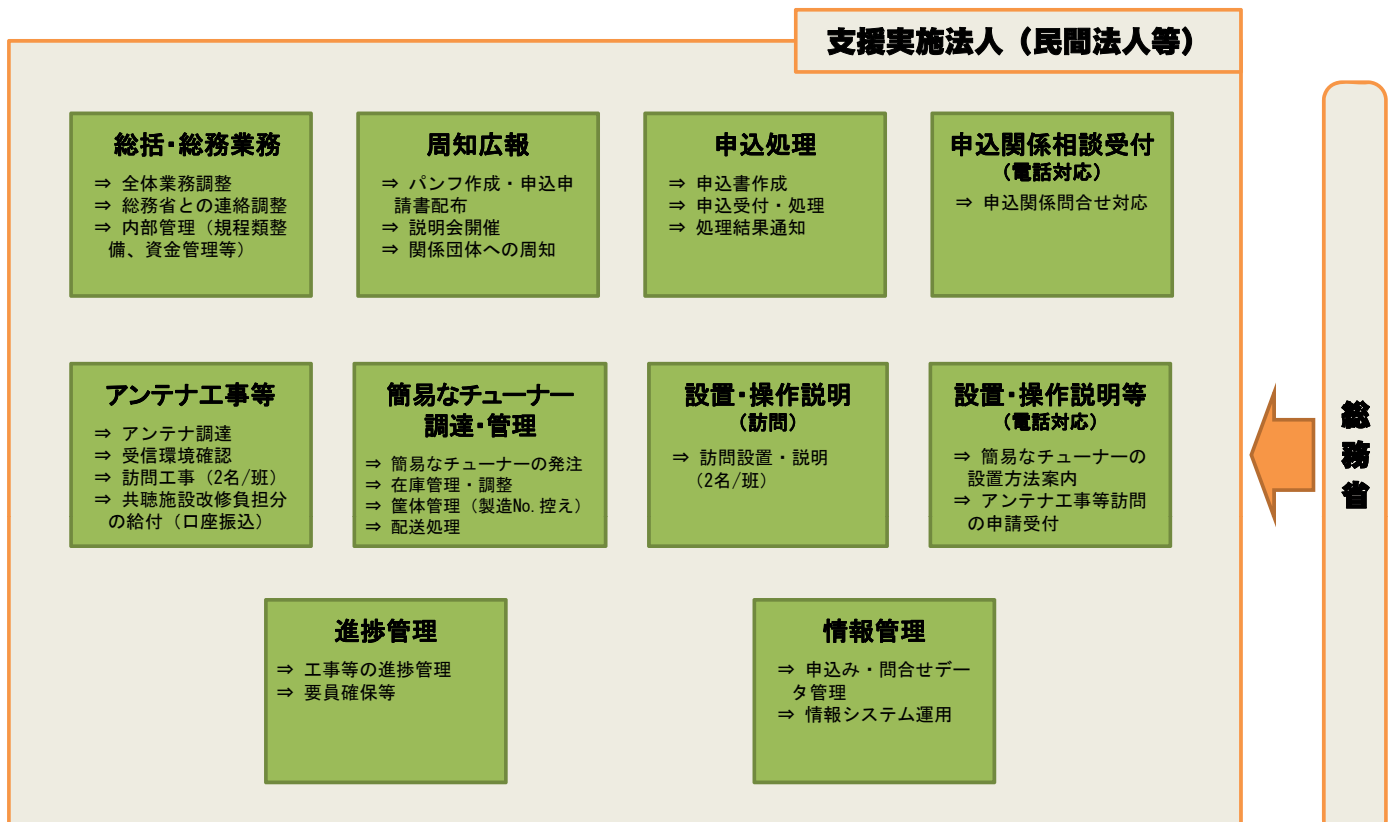 支援実施法人（民間法人等）
総括・総務業務
⇒ 全体業務調整
⇒ 総務省との連絡調整
⇒ 内部管理（規程類整
備、資金管理等）
周知広報
⇒ パンフ作成・申込申
請書配布
⇒ 説明会開催
⇒ 関係団体への周知
申込処理
⇒ 申込書作成
⇒ 申込受付・処理
⇒ 処理結果通知
申込関係相談受付
（電話対応）
⇒ 申込関係問合せ対応
アンテナ工事等
⇒ アンテナ調達
⇒ 受信環境確認
⇒ 訪問工事（2名/班）
⇒ 共聴施設改修負担分
の給付（口座振込）
簡易なチューナー
調達・管理
⇒ 簡易なチューナーの発注
⇒ 在庫管理・調整
⇒ 筐体管理（製造No.控え）
⇒ 配送処理
設置・操作説明
（訪問）
⇒ 訪問設置・説明
（2名/班）
設置・操作説明等
（電話対応）
⇒ 簡易なチューナーの
設置方法案内
⇒ アンテナ工事等訪問
の申請受付
進捗管理
⇒ 工事等の進捗管理
⇒ 要員確保等
情報管理
⇒ 申込み・問合せデー
タ管理
⇒ 情報システム運用
総務省